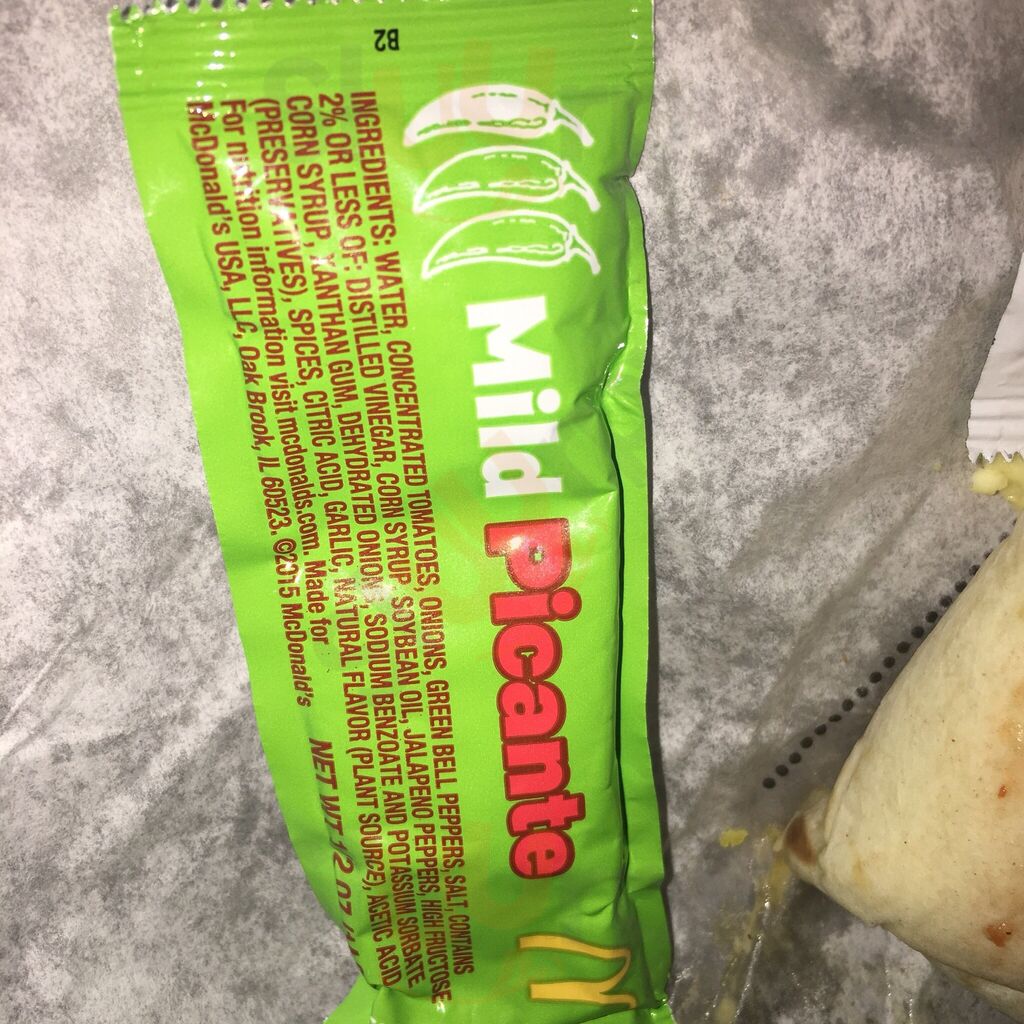 B2
Mild Picante
INGREDIENTS: WATER, CONCENTRATED TOMATOES, ONIONS, GREEN BELL PEPPERS, SALT, CONTAINS
2% OR LESS OF: DISTILLED VINEGAR, CORN SYRUP, SOYBEAN OIL, JALAPENO PEPPERS, HIGH FRUCTOSE
CORN SYRUP, XANTHAN GUM, DEHYDRATED ONIONS, SODIUM BENZOATE AND POTASSIUM SORBATE
(PRESERVATIVES), SPICES, CITRIC ACID, GARLIC, NATURAL FLAVOR (PLANT SOURCE), ACETIC ACID
For nutrition information visit mcdonalds.com. Made for
McDonald's USA, LLC, Oak Brook, IL 60523. ©2015 McDonald's
NET WT. 1/2 OZ